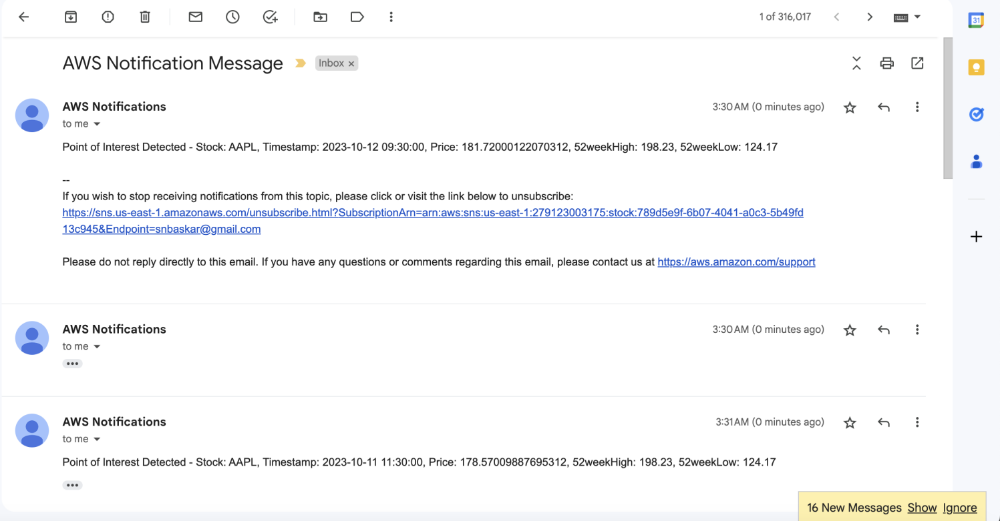 1 of 316,017
31
AWS Notification Message
Inbox ×
AWS Notifications
3:30 AM (0 minutes ago)
to me
Point of Interest Detected - Stock: AAPL, Timestamp: 2023-10-12 09:30:00, Price: 181.72000122070312, 52weekHigh: 198.23, 52weekLow: 124.17
--
If you wish to stop receiving notifications from this topic, please click or visit the link below to unsubscribe:
https://sns.us-east-1.amazonaws.com/unsubscribe.html?SubscriptionArn=arn:aws:sns:us-east-1:279123003175:stock:789d5e9f-6b07-4041-a0c3-5b49fd
13c945&Endpoint=snbaskar@gmail.com
Please do not reply directly to this email. If you have any questions or comments regarding this email, please contact us at https://aws.amazon.com/support
AWS Notifications
3:30 AM (0 minutes ago)
to me
•••
AWS Notifications
3:31 AM (0 minutes ago)
to me
Point of Interest Detected - Stock: AAPL, Timestamp: 2023-10-11 11:30:00, Price: 178.57009887695312, 52weekHigh: 198.23, 52weekLow: 124.17
•••
16 New Messages Show Ignore